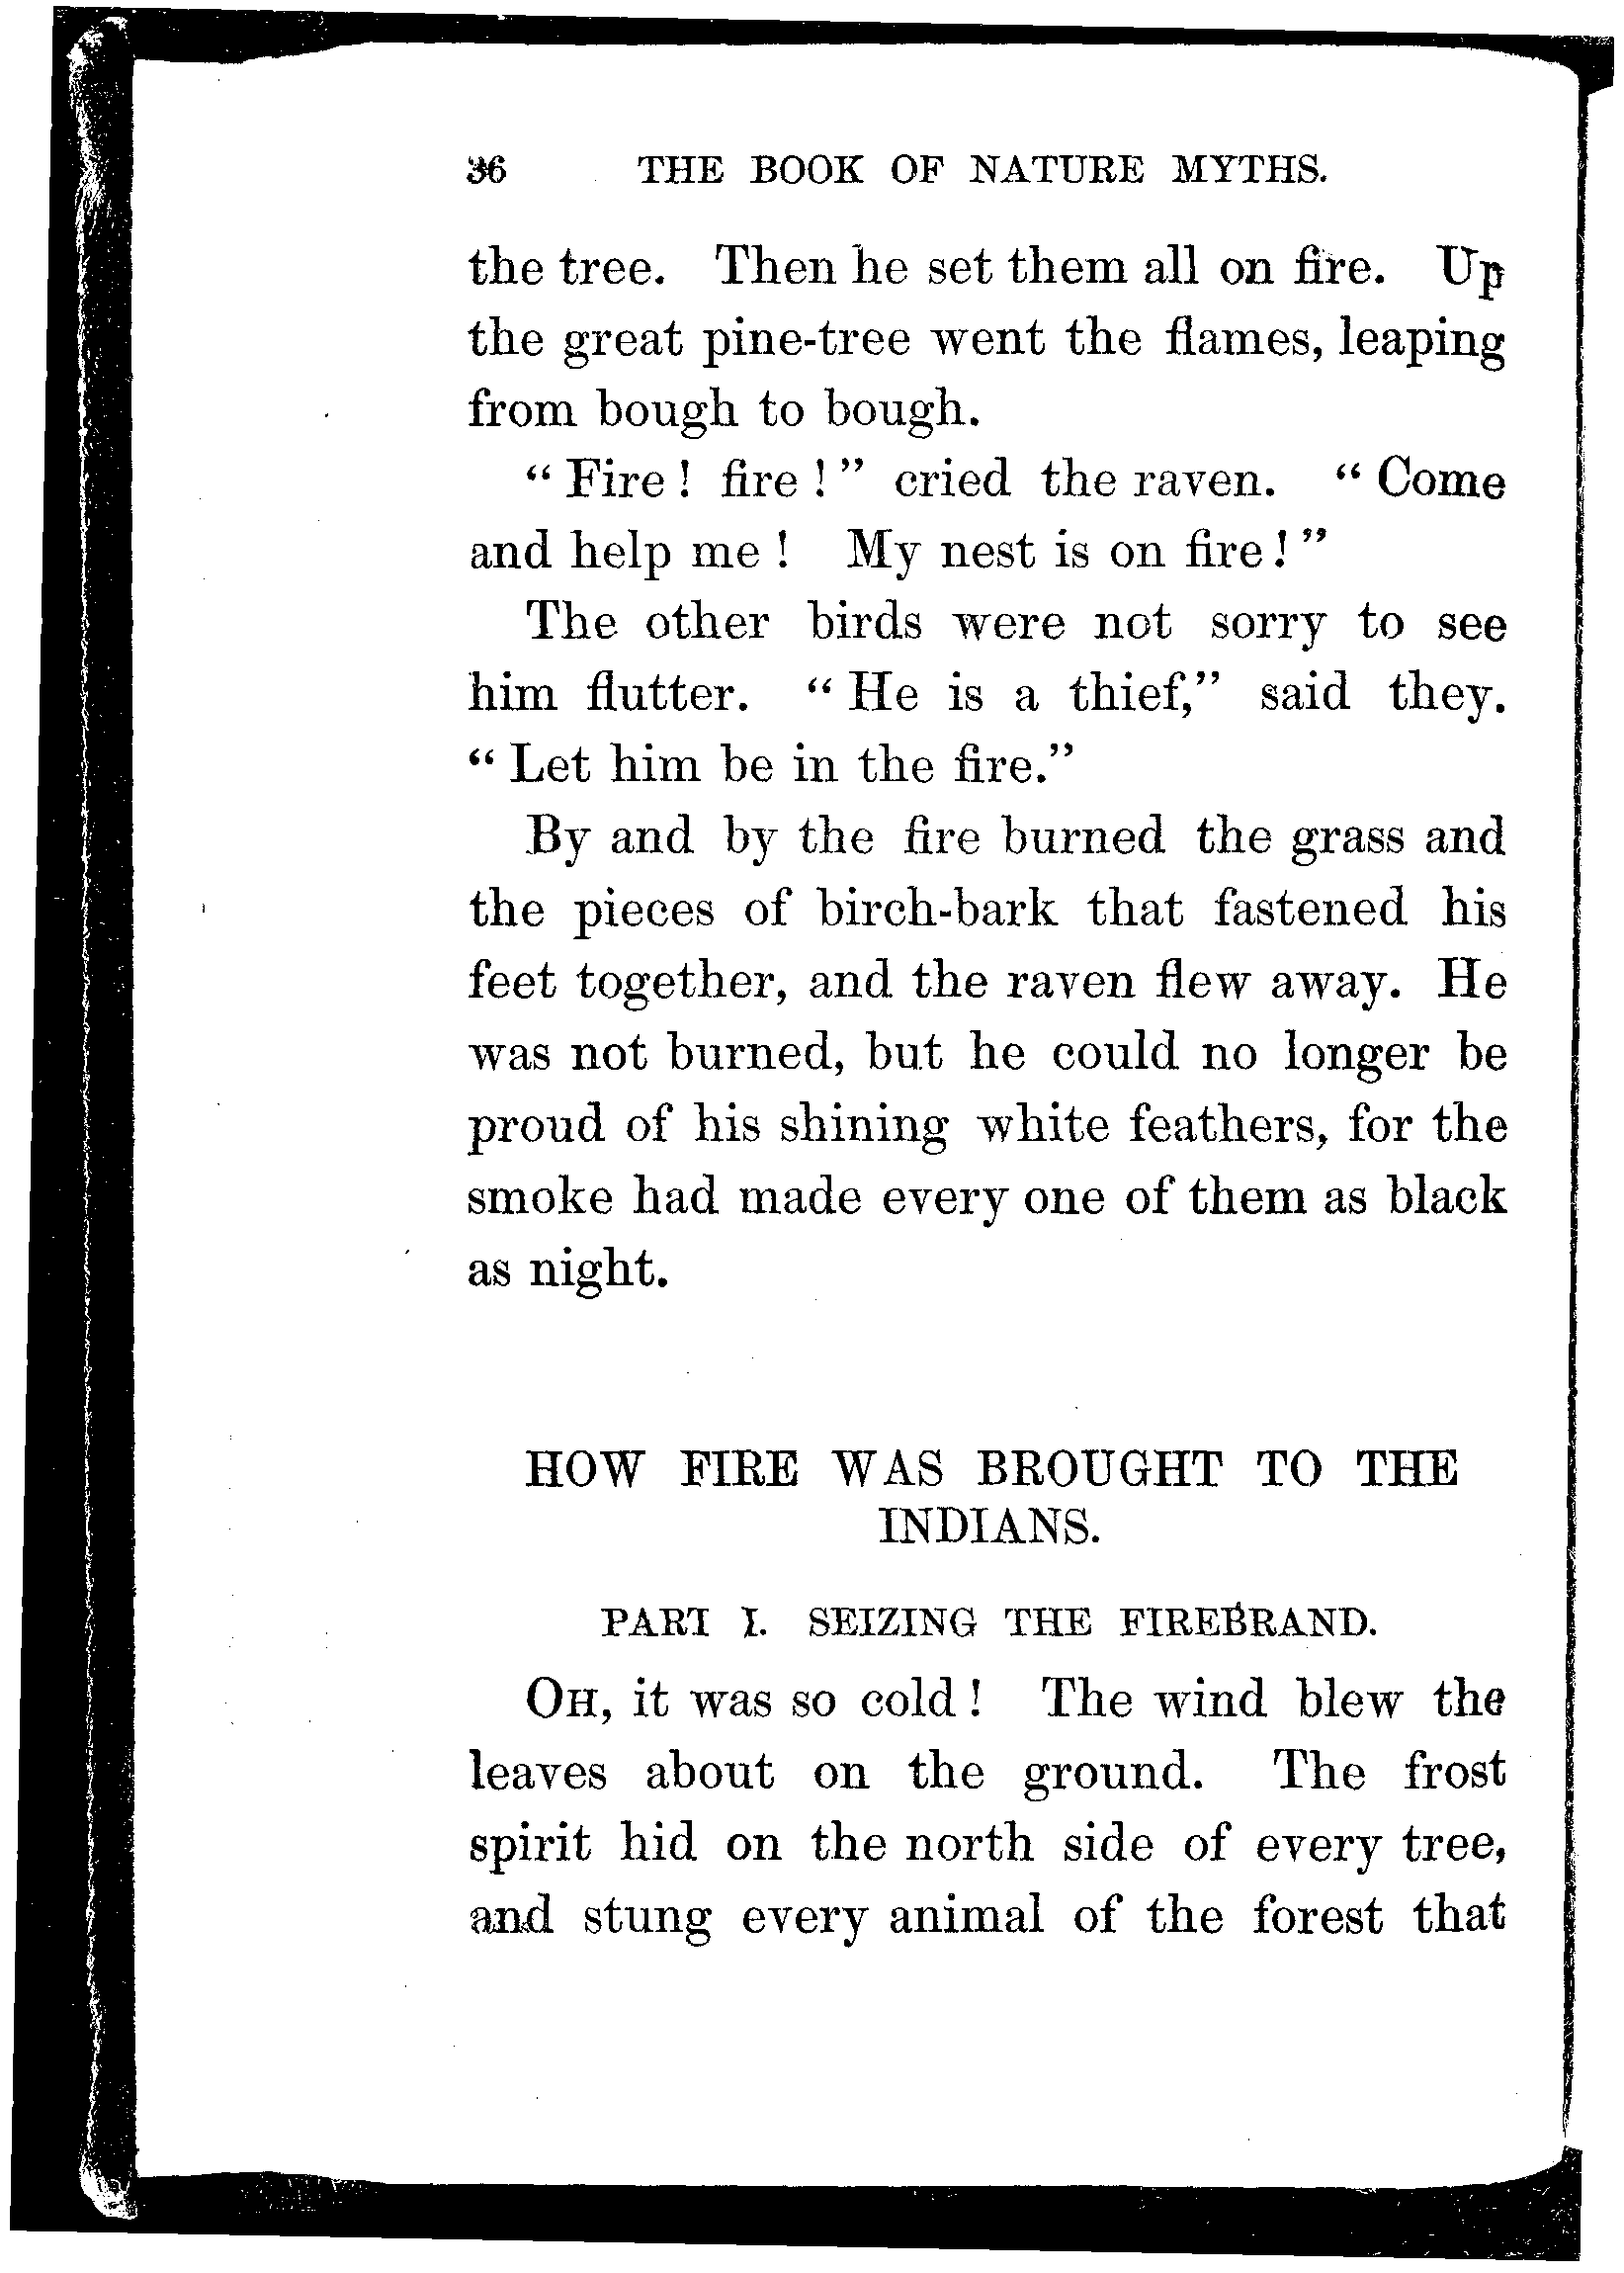 36 THE BOOK OF NATURE MYTHS.
the tree. Then he set them all on fire. Up
the great pine-tree went the flames, leaping
from bough to bough.
"Fire! fire!" cried the raven. "Come
and help me! My nest is on fire!"
The other birds were not sorry to see
him flutter. "He is a thief," said they.
"Let him be in the fire."
By and by the fire burned the grass and
the pieces of birch-bark that fastened his
feet together, and the raven flew away. He
was not burned, but he could no longer be
proud of his shining white feathers, for the
smoke had made every one of them as black
as night.
HOW FIRE WAS BROUGHT TO THE
INDIANS.
PART I. SEIZING THE FIREBRAND.
OH, it was so cold! The wind blew the
leaves about on the ground. The frost
spirit hid on the north side of every tree,
and stung every animal of the forest that